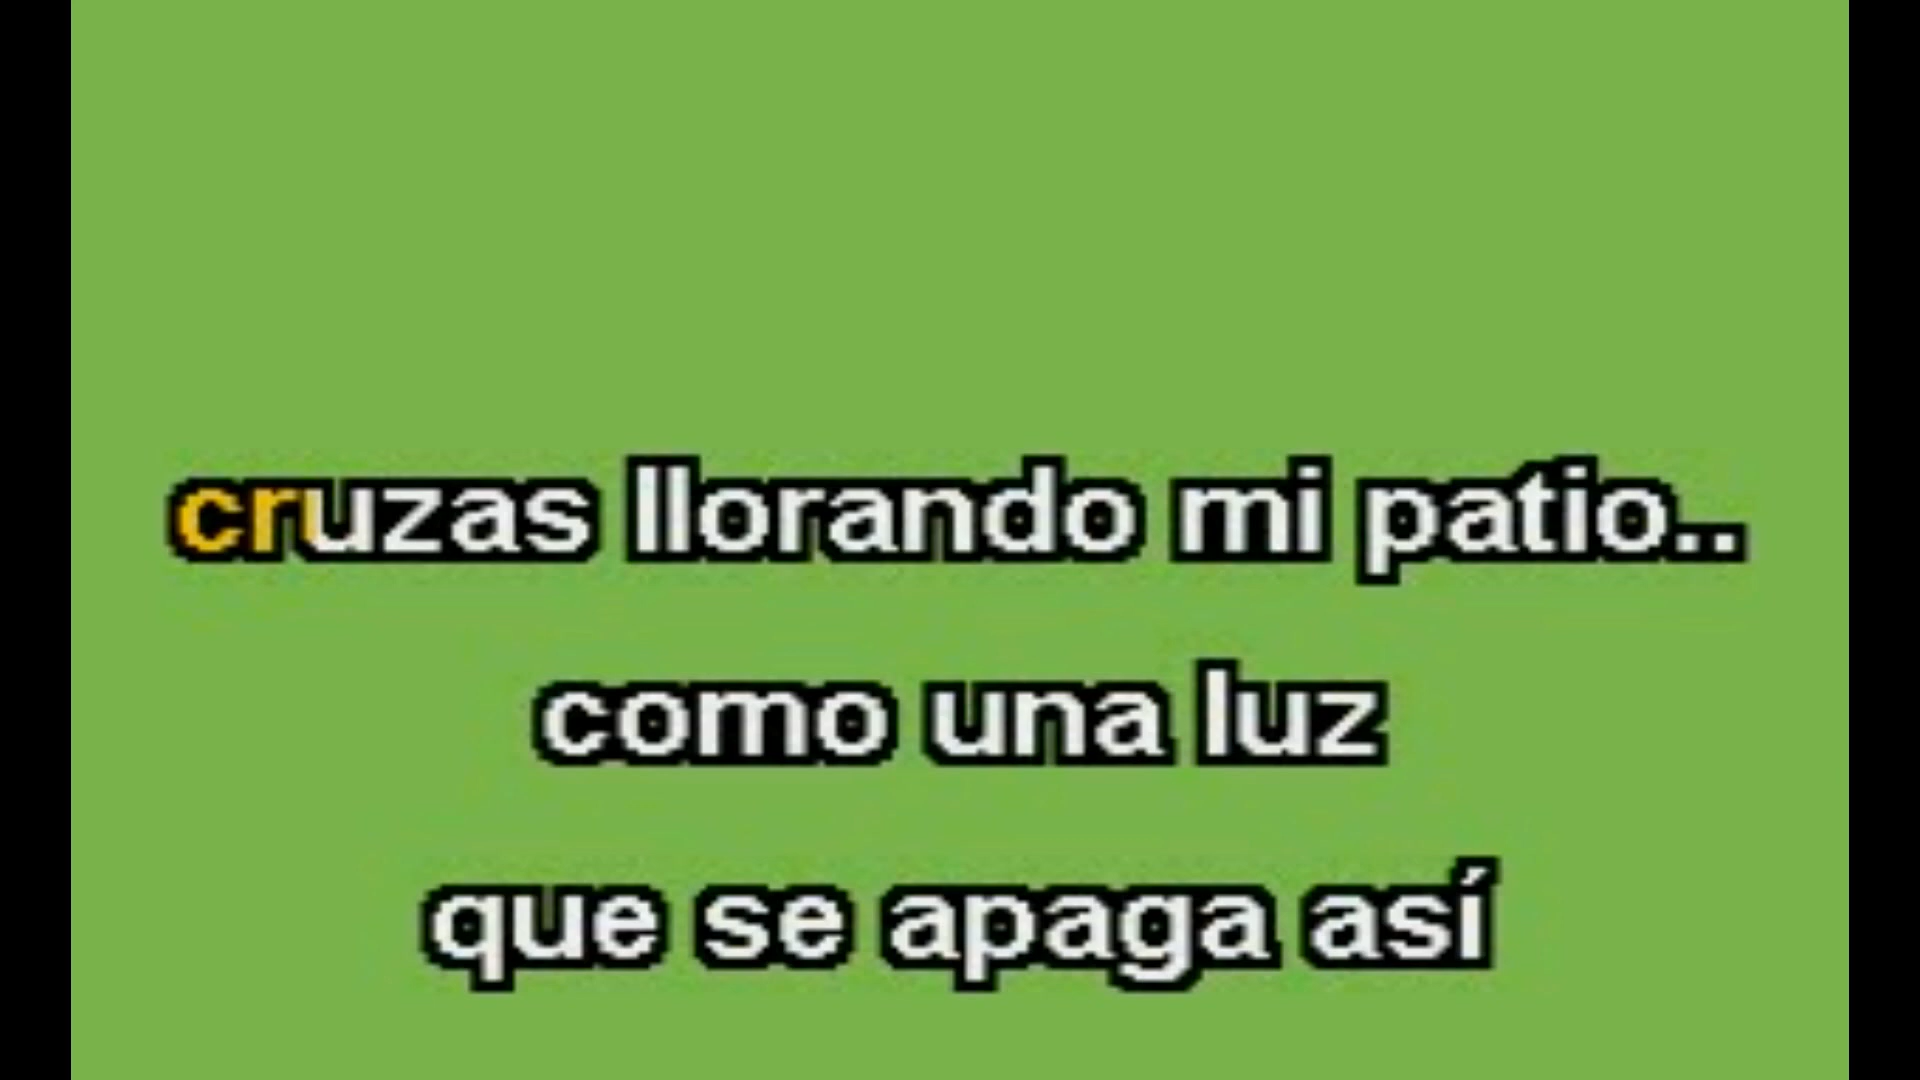 cruzas llorando mi patio..
como una luz
que se apaga así